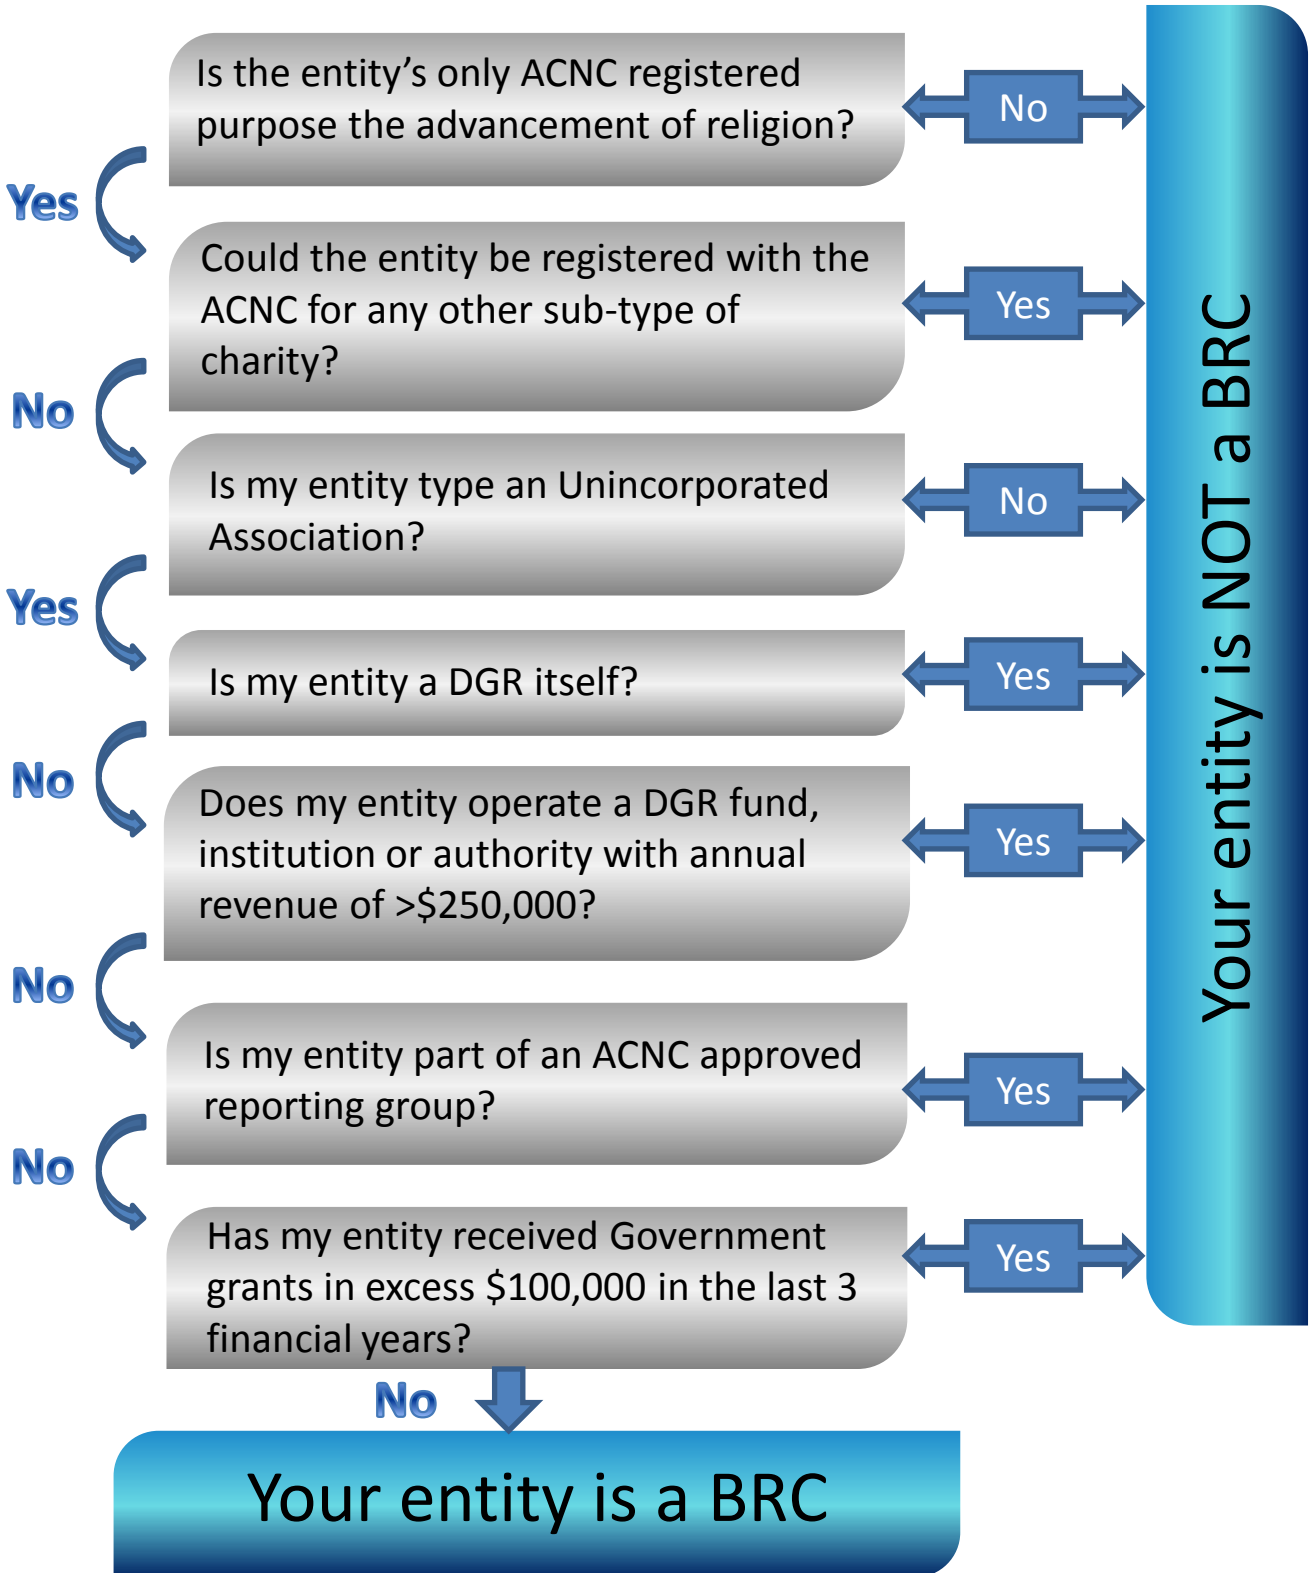 Is the entity’s only ACNC registered
purpose the advancement of religion?
No
Yes
Could the entity be registered with the
ACNC for any other sub-type of
charity?
Yes
No
Is my entity type an Unincorporated
Association?
No
Yes
Is my entity a DGR itself?
Yes
No
Does my entity operate a DGR fund,
institution or authority with annual
revenue of >$250,000?
Yes
No
Is my entity part of an ACNC approved
reporting group?
Yes
No
Has my entity received Government
grants in excess $100,000 in the last 3
financial years?
Yes
No
Your entity is a BRC
Your entity is NOT a BRC